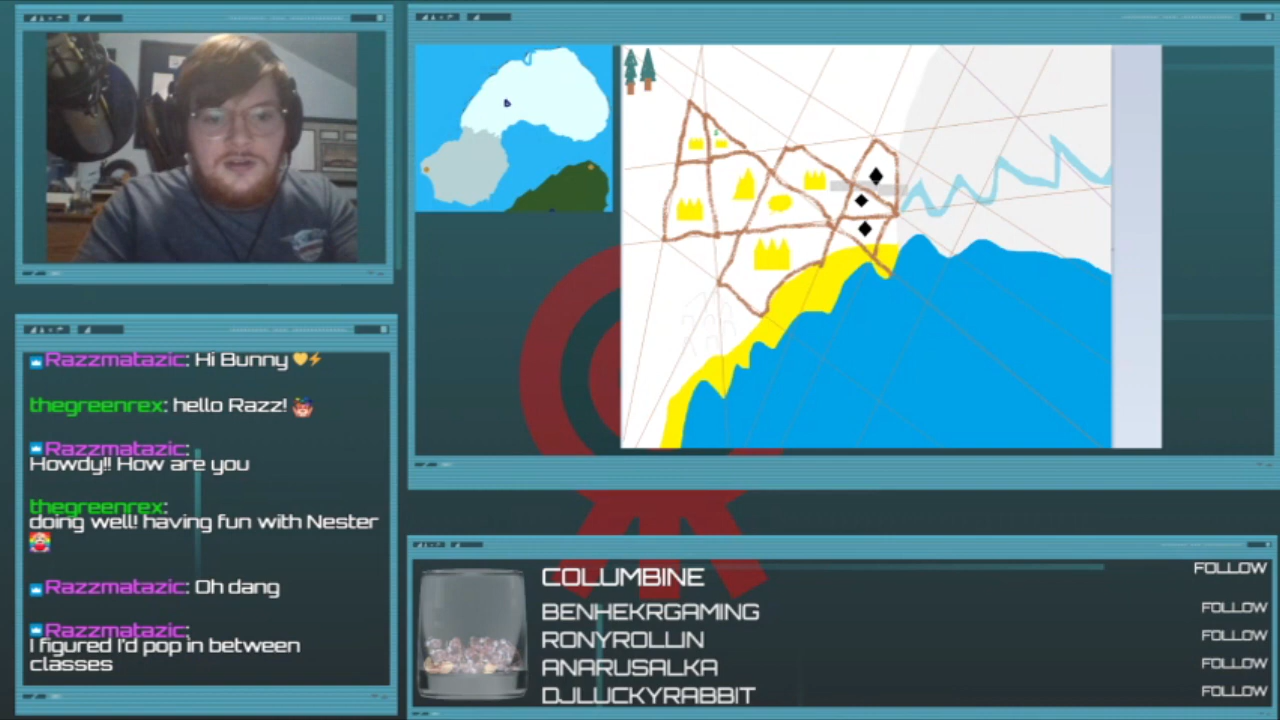 Razzmatazic: Hi Bunny 💛⚡
thegreenrex: hello Razz!
Razzmatazic:
Howdy!! How are you
thegreenrex:
doing well! having fun with Nester
Razzmatazic: Oh dang
Razzmatazic:
I figured I'd pop in between
classes
COLUMBINE FOLLOW
BENHEKRGAMING FOLLOW
RONYROLLIN FOLLOW
ANARUSALKA FOLLOW
DJLUCKYRABBIT FOLLOW